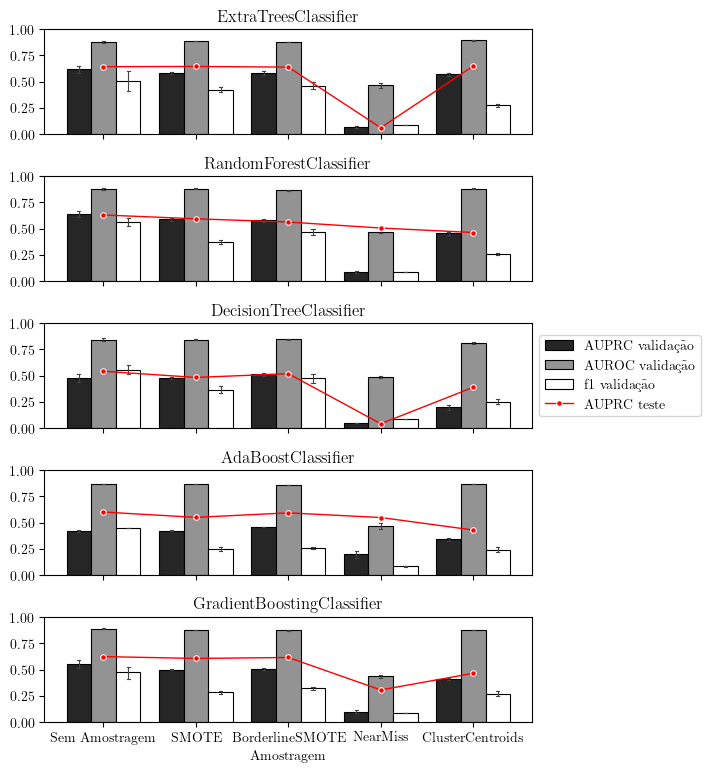 ExtraTreesClassifier
1.00
0.75
0.50
0.25
0.00
RandomForestClassifier
1.00
0.75
0.50
0.25
0.00
DecisionTreeClassifier
1.00
0.75
0.50
0.25
0.00
AUPRC validação
AUROC validação
f1 validação
AUPRC teste
AdaBoostClassifier
1.00
0.75
0.50
0.25
0.00
GradientBoostingClassifier
1.00
0.75
0.50
0.25
0.00
Sem Amostragem SMOTE BorderlineSMOTE NearMiss ClusterCentroids
Amostragem